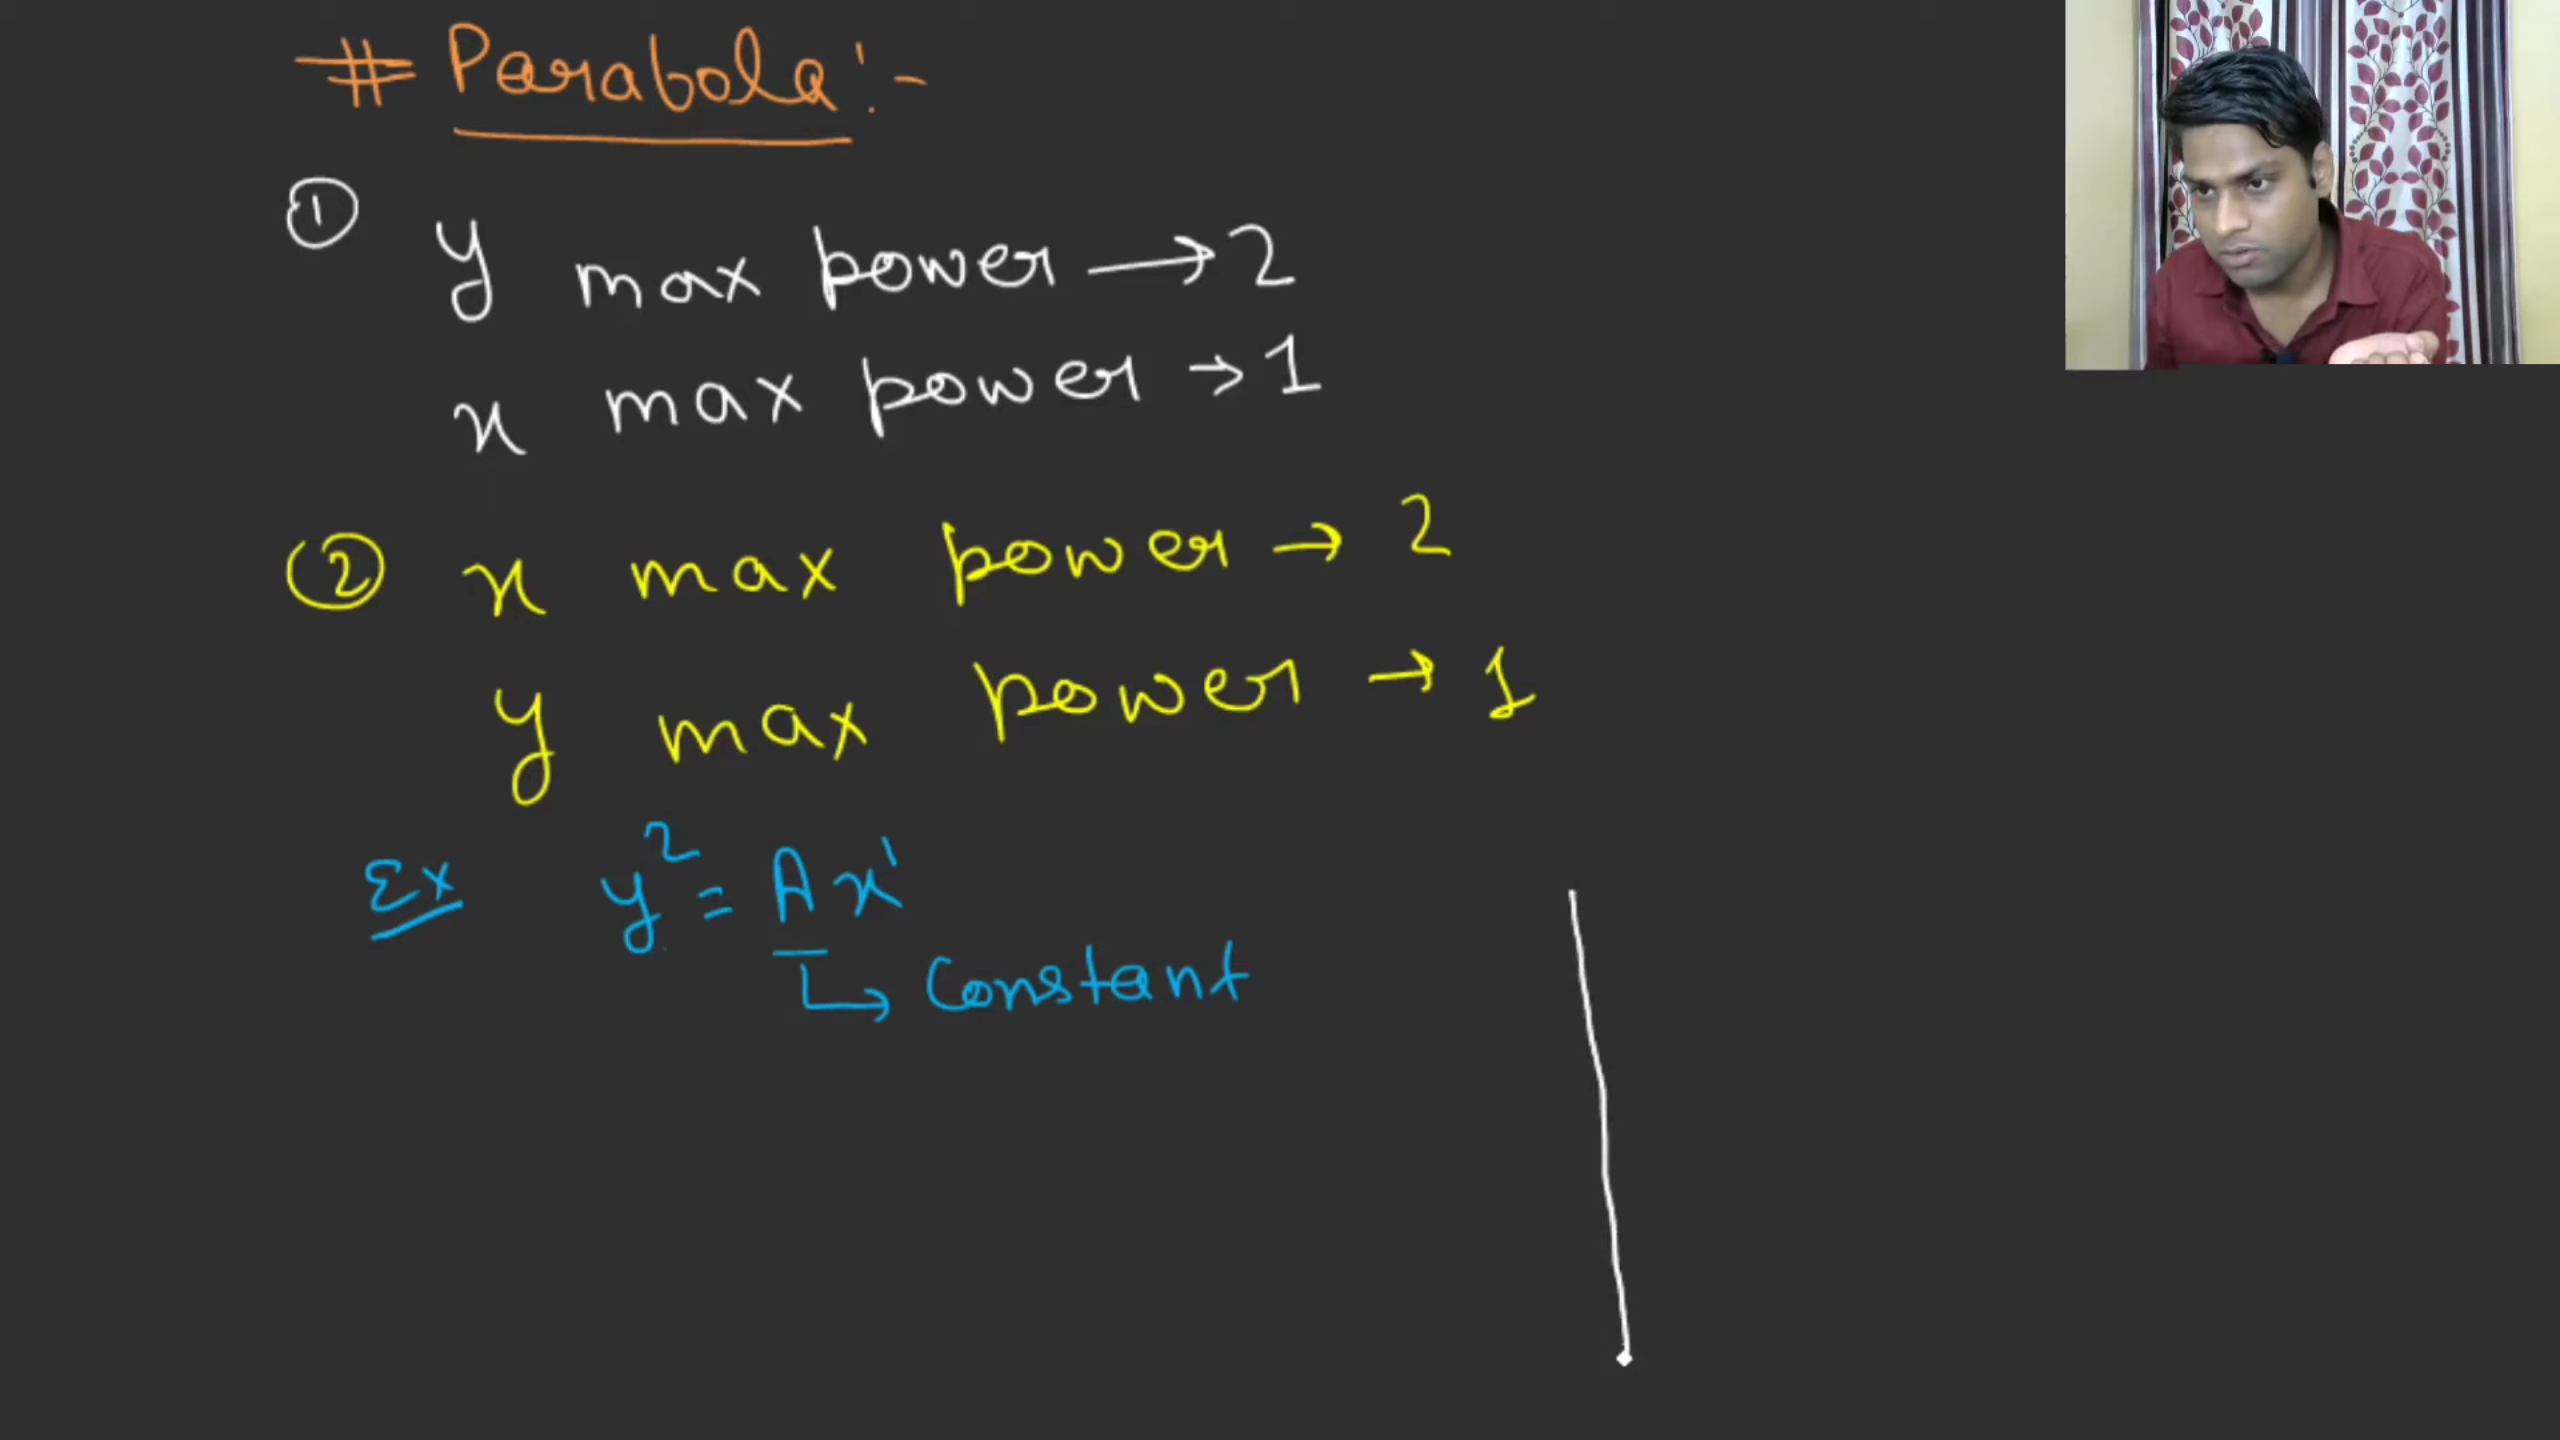 # Parabola :-
① y max power → 2
x max power → 1
② x max power → 2
y max power → 1
Ex y² = Ax¹
↳ Constant